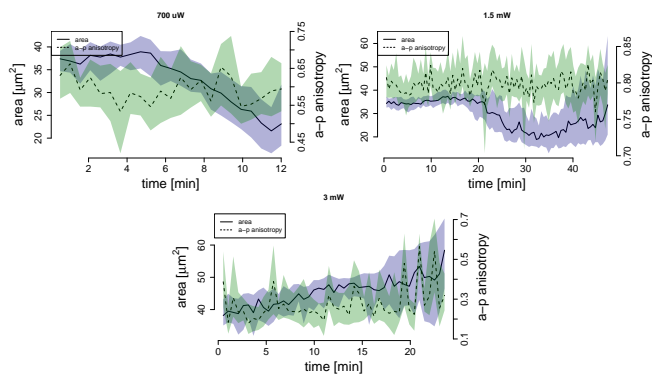 700 uW
area
a−p anisotropy
area [μm²]
20 25 30 35 40
a−p anisotropy
0.45 0.55 0.65 0.75
2 4 6 8 10 12
time [min]
1.5 mW
area
a−p anisotropy
area [μm²]
20 30 40 50 60
a−p anisotropy
0.70 0.75 0.80 0.85
0 10 20 30 40
time [min]
3 mW
area
a−p anisotropy
area [μm²]
40 50 60
a−p anisotropy
0.1 0.3 0.5 0.7
0 5 10 15 20
time [min]